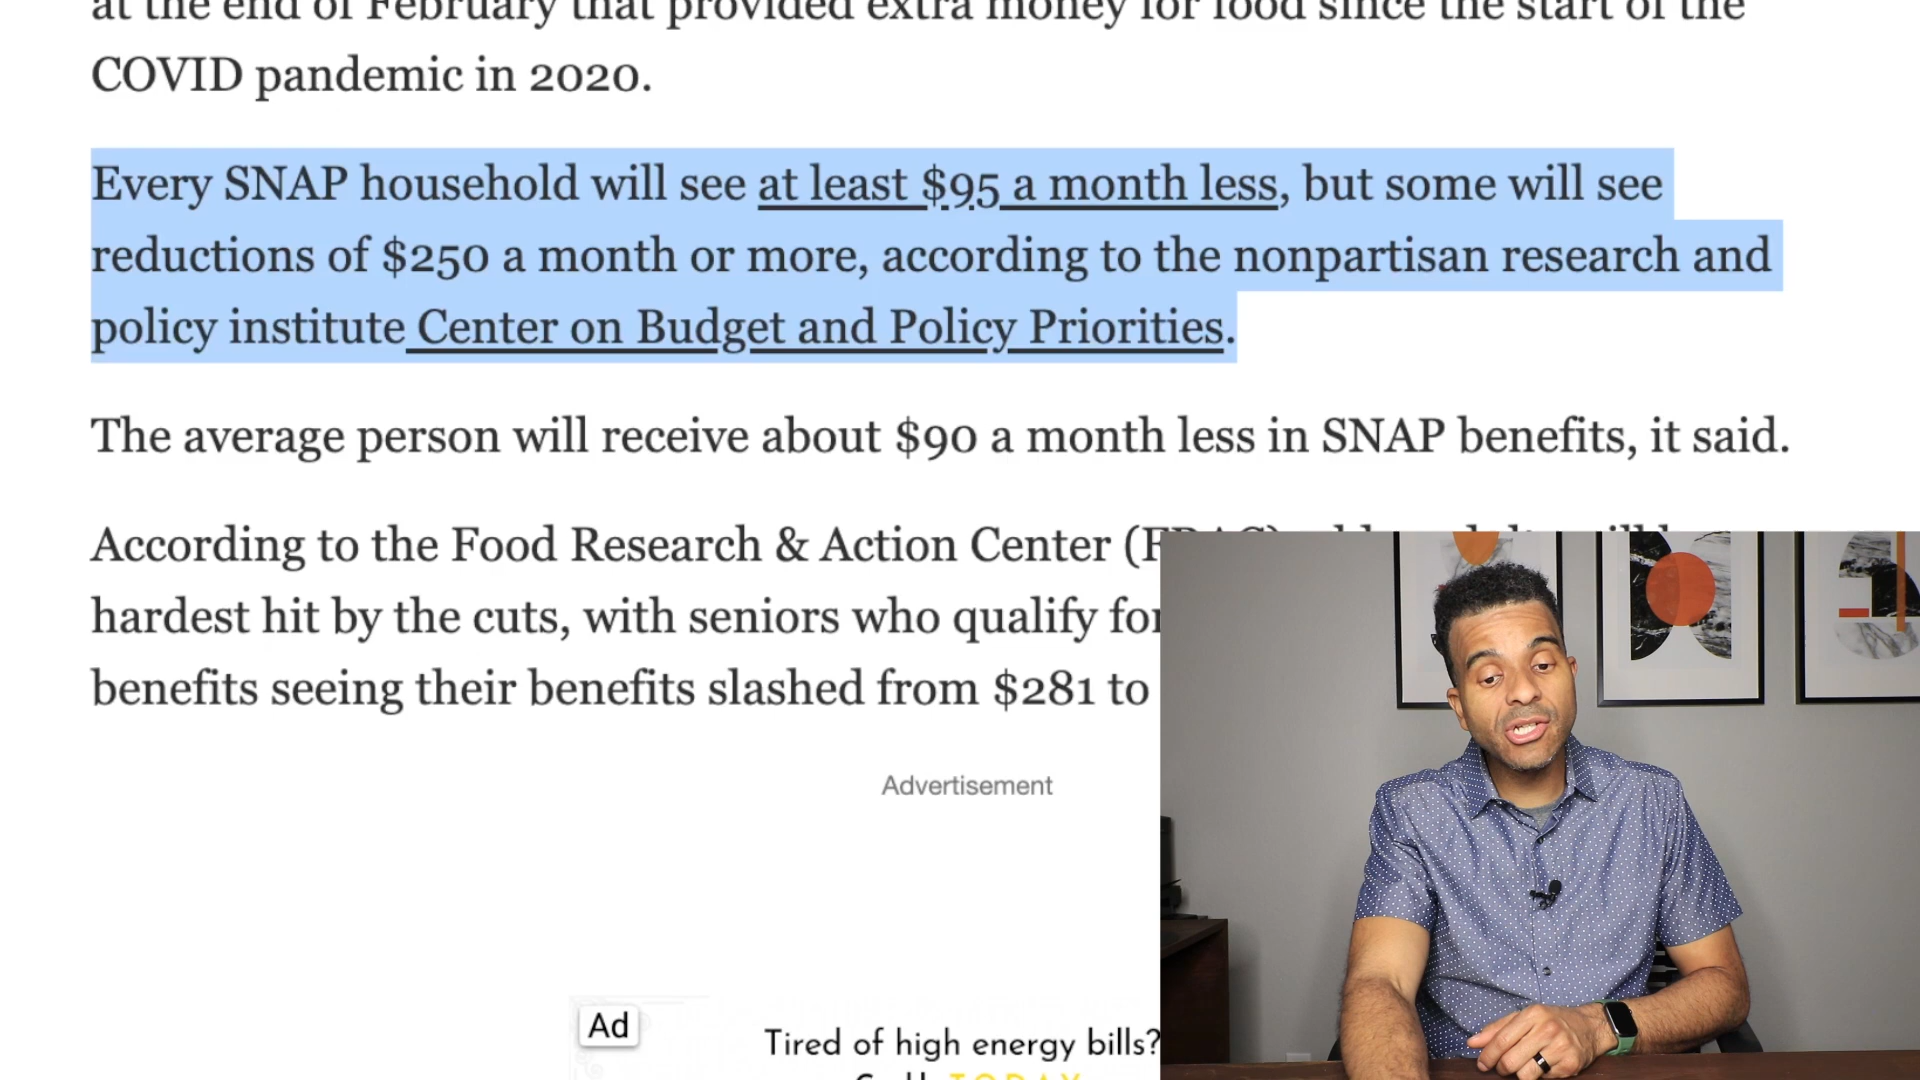 at the end of February that provided extra money for food since the start of the
COVID pandemic in 2020.
Every SNAP household will see at least $95 a month less, but some will see
reductions of $250 a month or more, according to the nonpartisan research and
policy institute Center on Budget and Policy Priorities.
The average person will receive about $90 a month less in SNAP benefits, it said.
According to the Food Research & Action Center
hardest hit by the cuts, with seniors who qualify for
benefits seeing their benefits slashed from $281 to
Advertisement
Ad
Tired of high energy bills?
TODAY